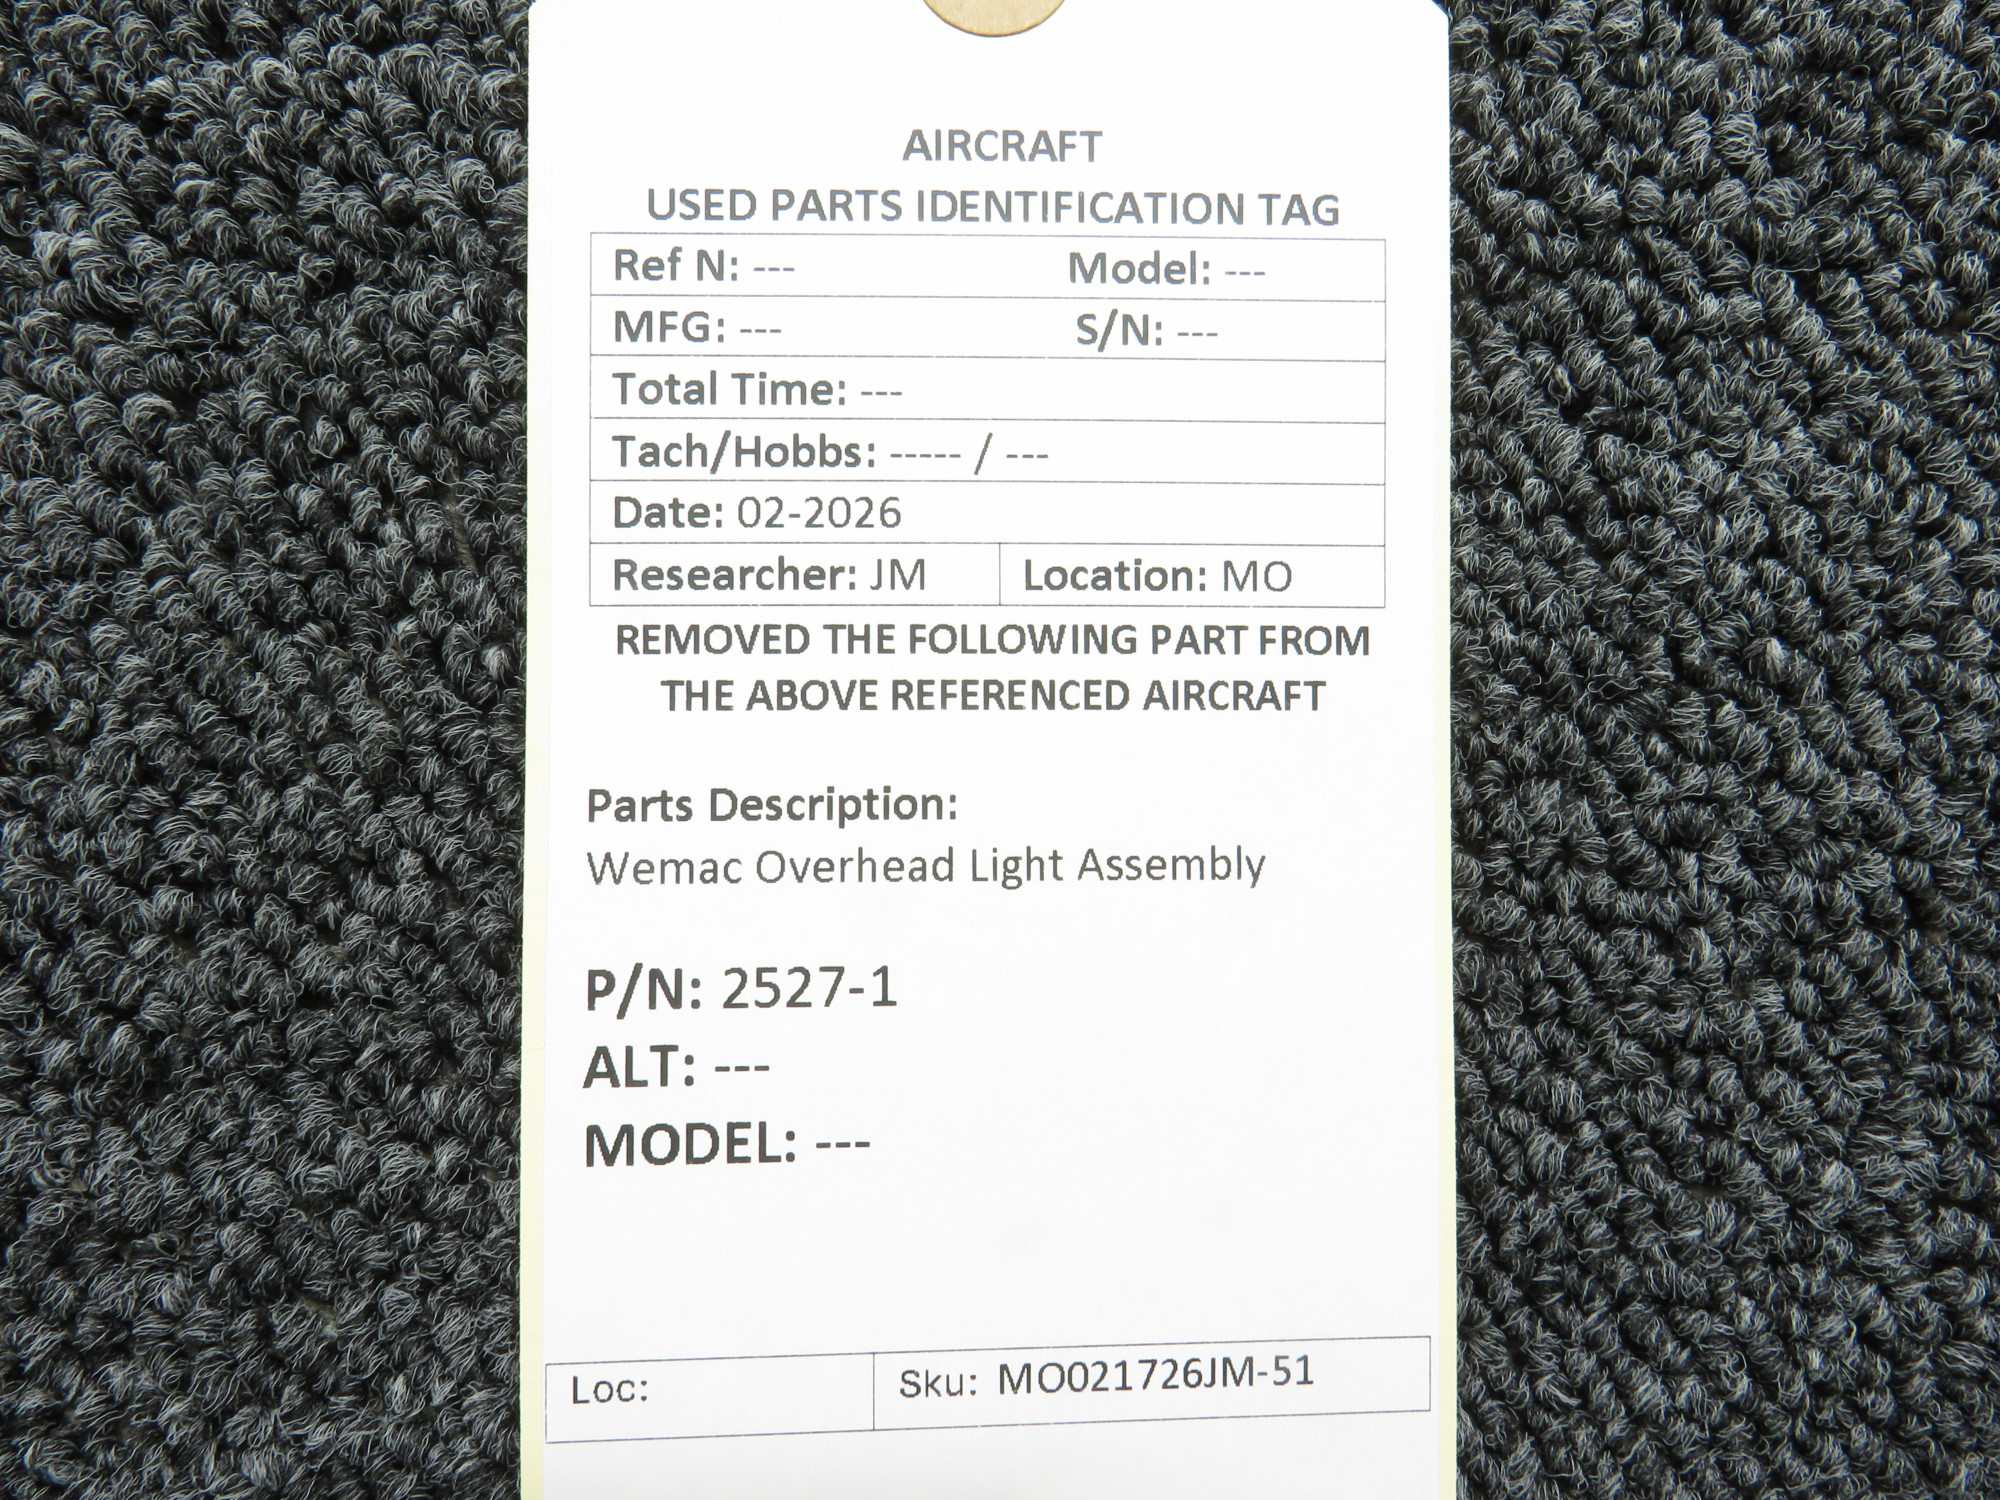 AIRCRAFT
USED PARTS IDENTIFICATION TAG
Ref N: --- Model: ---
MFG: --- S/N: ---
Total Time: ---
Tach/Hobbs: ----- / ---
Date: 02-2026
Researcher: JM Location: MO
REMOVED THE FOLLOWING PART FROM
THE ABOVE REFERENCED AIRCRAFT
Parts Description:
Wemac Overhead Light Assembly
P/N: 2527-1
ALT: ---
MODEL: ---
Loc: Sku: MO021726JM-51